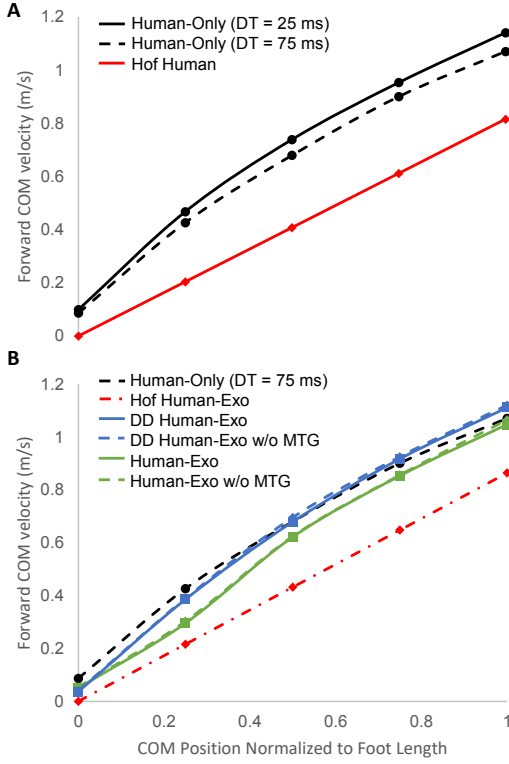 A
Human-Only (DT = 25 ms)
Human-Only (DT = 75 ms)
Hof Human
Forward COM velocity (m/s)
1.2
1
0.8
0.6
0.4
0.2
0
B
Human-Only (DT = 75 ms)
Hof Human-Exo
DD Human-Exo
DD Human-Exo w/o MTG
Human-Exo
Human-Exo w/o MTG
Forward COM velocity (m/s)
1.2
1
0.8
0.6
0.4
0.2
0
0 0.2 0.4 0.6 0.8 1
COM Position Normalized to Foot Length